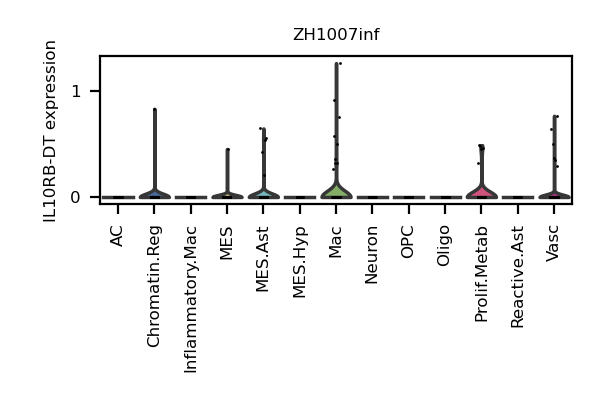 ZH1007inf
IL10RB-DT expression
1
0
AC
Chromatin.Reg
Inflammatory.Mac
MES
MES.Ast
MES.Hyp
Mac
Neuron
OPC
Oligo
Prolif.Metab
Reactive.Ast
Vasc